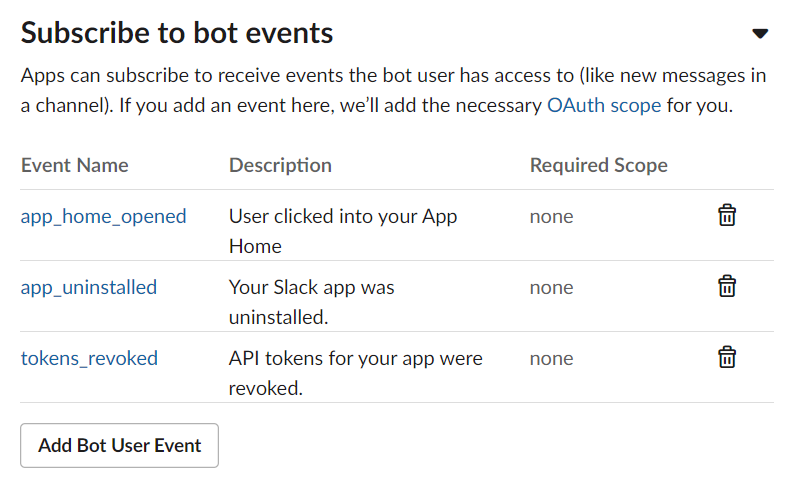 Subscribe to bot events
Apps can subscribe to receive events the bot user has access to (like new messages in
a channel). If you add an event here, we’ll add the necessary OAuth scope for you.
Event Name Description Required Scope
app_home_opened User clicked into your App none
Home
app_uninstalled Your Slack app was none
uninstalled.
tokens_revoked API tokens for your app were none
revoked.
Add Bot User Event